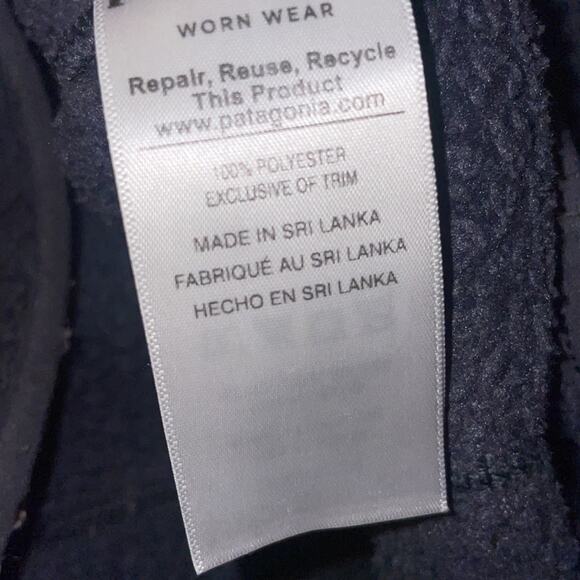 WORN WEAR
Repair, Reuse, Recycle
This Product
www.patagonia.com
100% POLYESTER
EXCLUSIVE OF TRIM
MADE IN SRI LANKA
FABRIQUÉ AU SRI LANKA
HECHO EN SRI LANKA